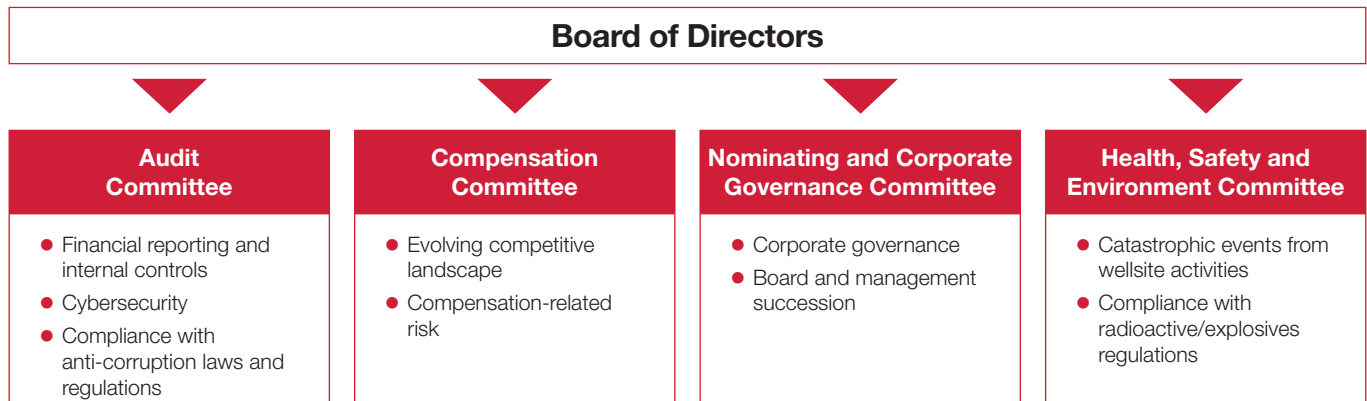 Board of Directors
Audit
Committee
● Financial reporting and
internal controls
● Cybersecurity
● Compliance with
anti-corruption laws and
regulations
Compensation
Committee
● Evolving competitive
landscape
● Compensation-related
risk
Nominating and Corporate
Governance Committee
● Corporate governance
● Board and management
succession
Health, Safety and
Environment Committee
● Catastrophic events from
wellsite activities
● Compliance with
radioactive/explosives
regulations